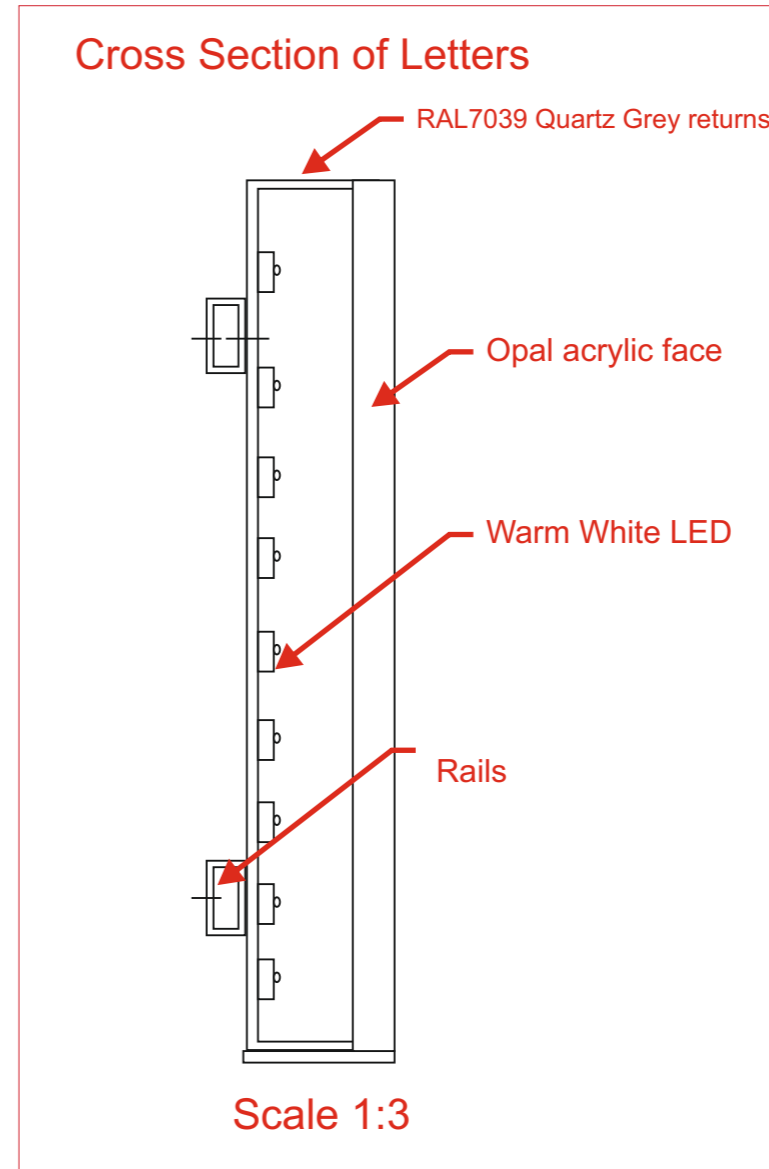 Cross Section of Letters
RAL7039 Quartz Grey returns
Opal acrylic face
Warm White LED
Rails
Scale 1:3